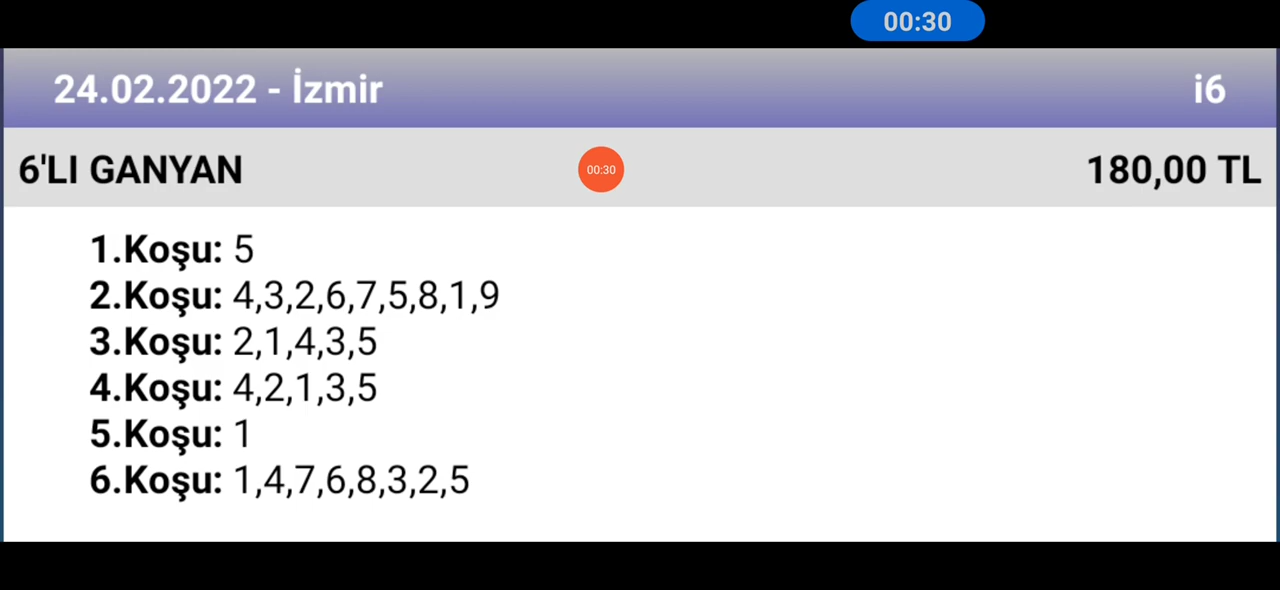 00:30
24.02.2022 - İzmir i6
6'LI GANYAN 00:30 180,00 TL
1.Koşu: 5
2.Koşu: 4,3,2,6,7,5,8,1,9
3.Koşu: 2,1,4,3,5
4.Koşu: 4,2,1,3,5
5.Koşu: 1
6.Koşu: 1,4,7,6,8,3,2,5